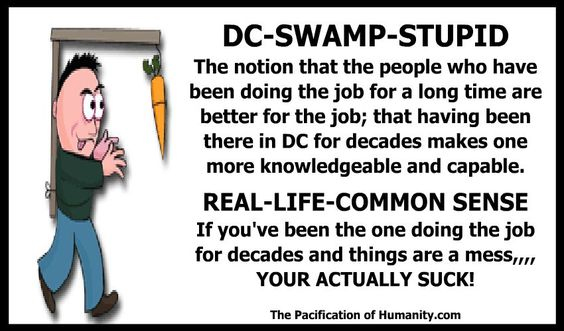 DC-SWAMP-STUPID
The notion that the people who have
been doing the job for a long time are
better for the job; that having been
there in DC for decades makes one
more knowledgeable and capable.
REAL-LIFE-COMMON SENSE
If you've been the one doing the job
for decades and things are a mess,,,,
YOUR ACTUALLY SUCK!
The Pacification of Humanity.com